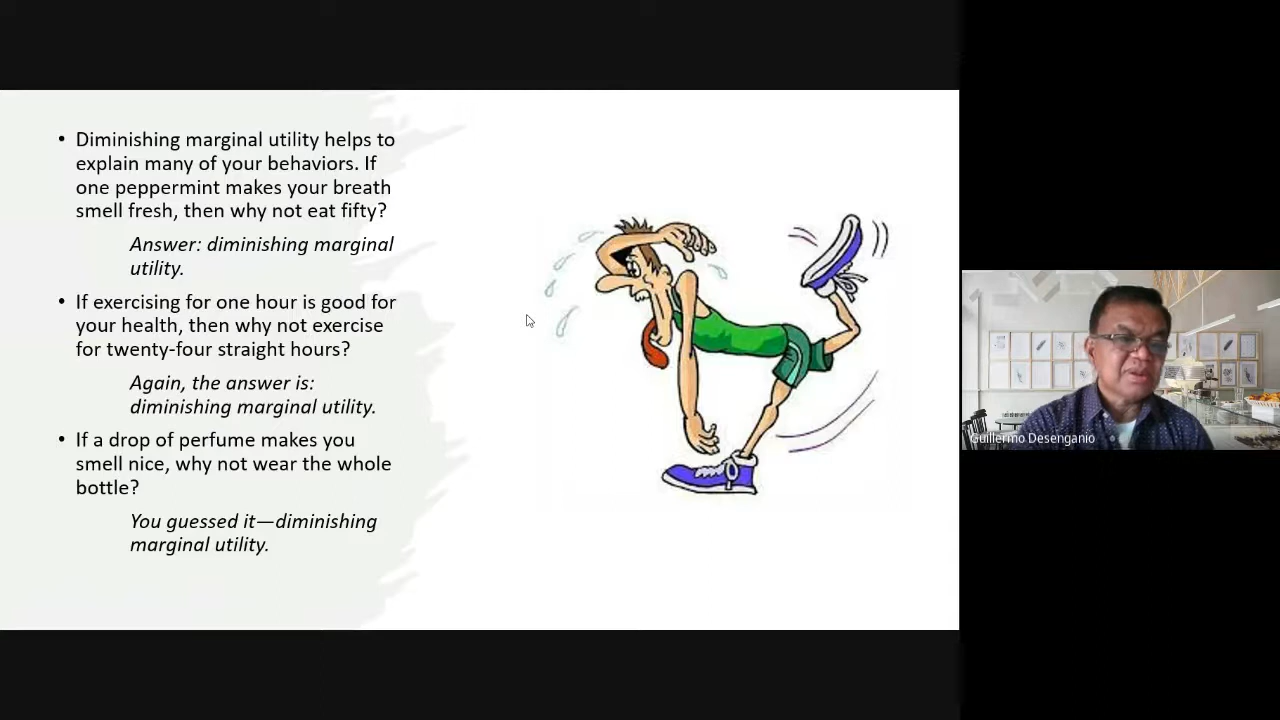 • Diminishing marginal utility helps to
explain many of your behaviors. If
one peppermint makes your breath
smell fresh, then why not eat fifty?
Answer: diminishing marginal
utility.
• If exercising for one hour is good for
your health, then why not exercise
for twenty-four straight hours?
Again, the answer is:
diminishing marginal utility.
• If a drop of perfume makes you
smell nice, why not wear the whole
bottle?
You guessed it—diminishing
marginal utility.
Guillermo Desenganio